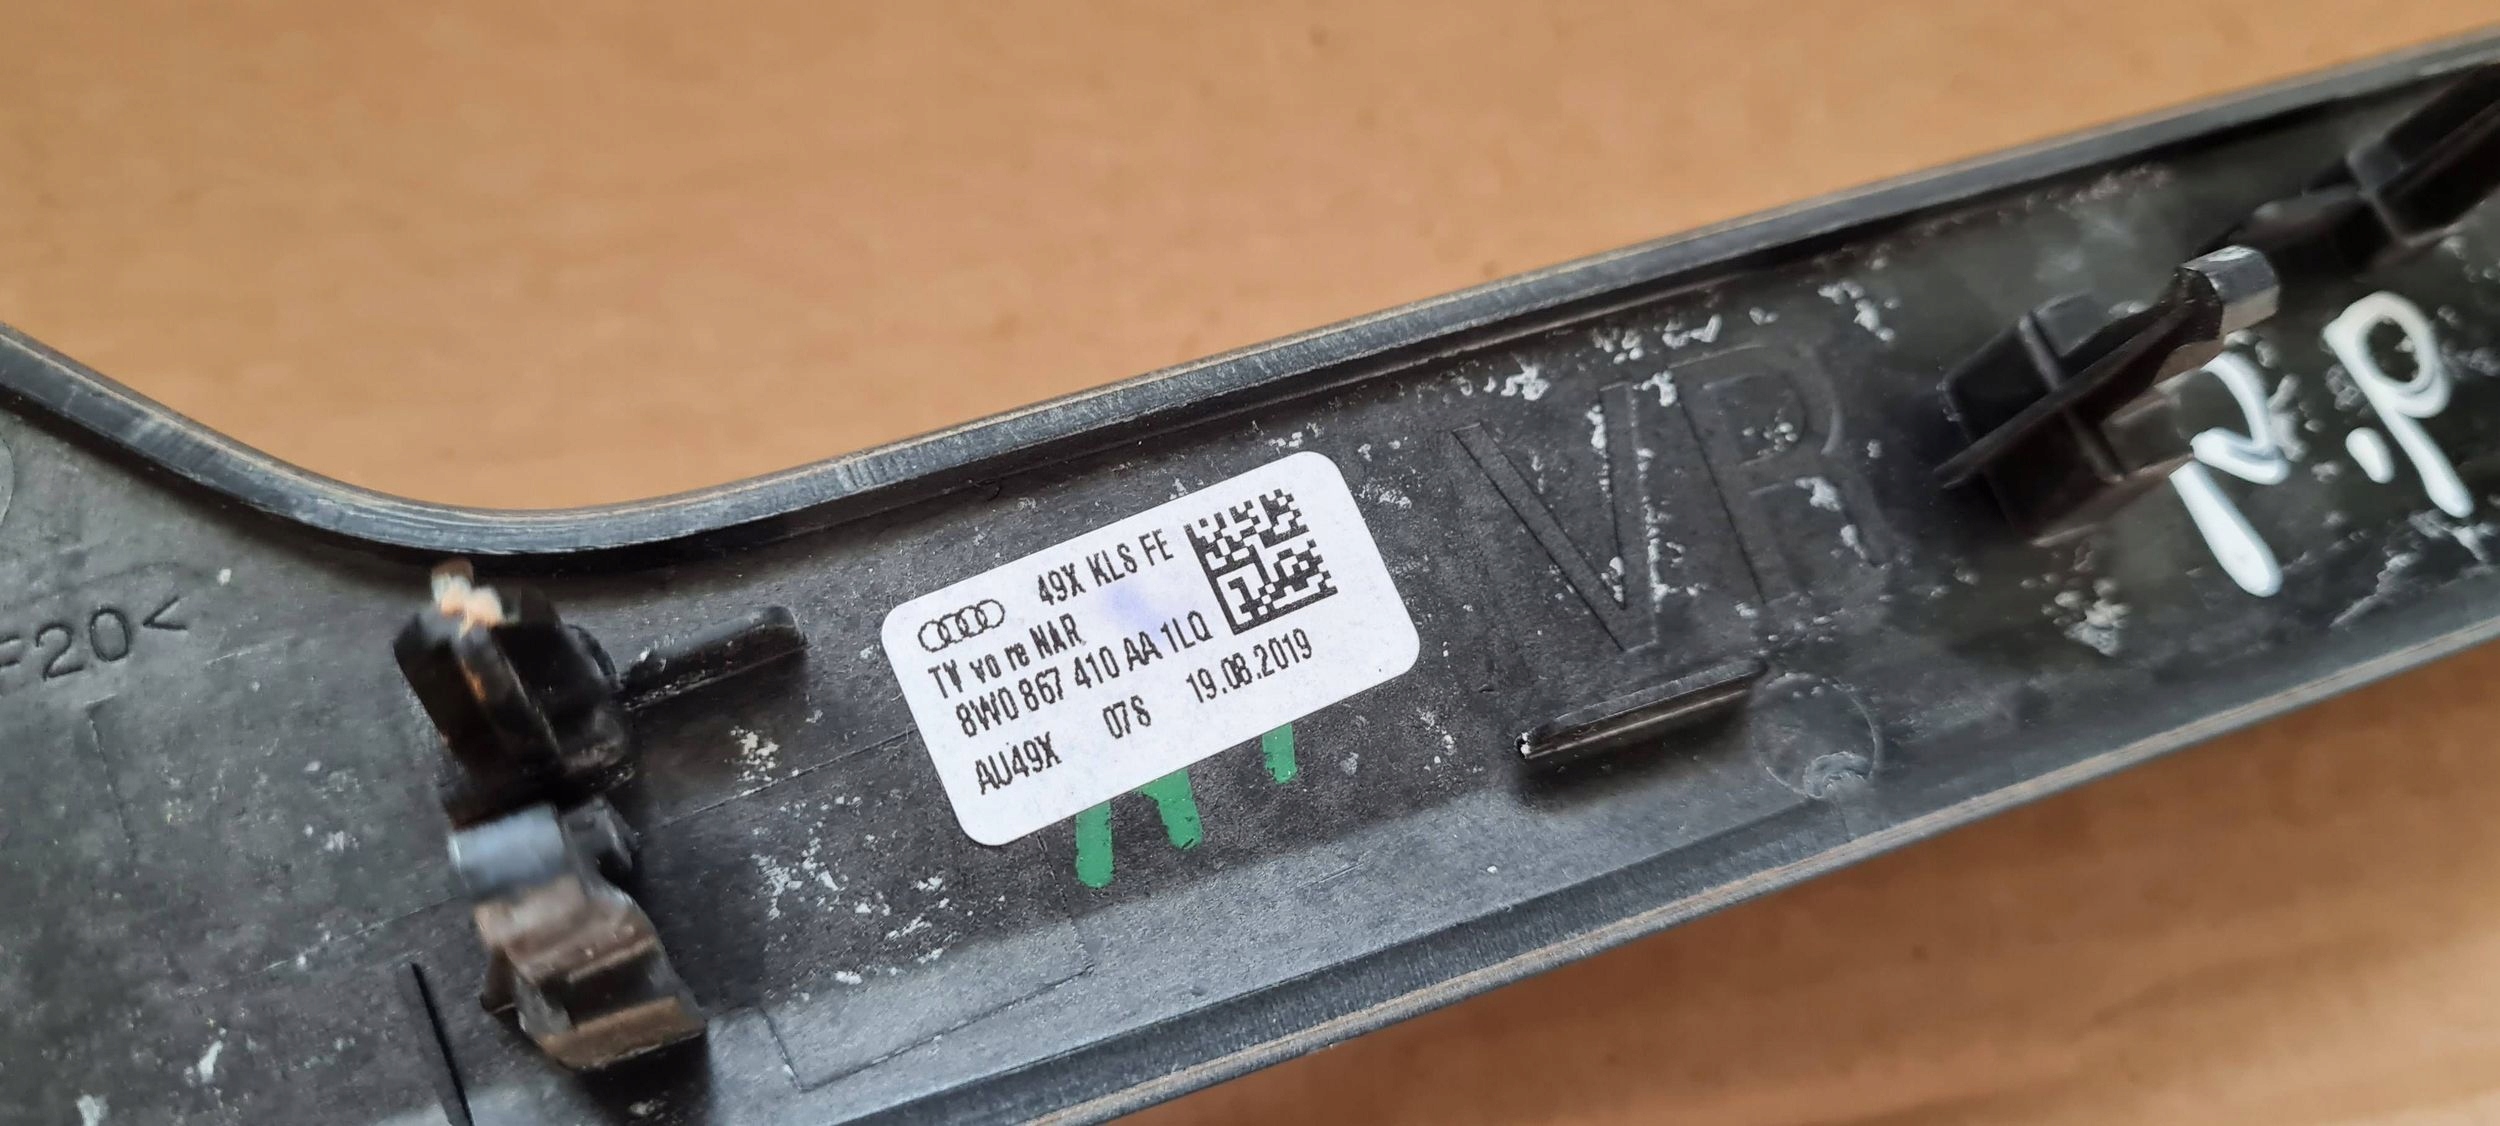 49X KLS FE
TV vo re NAR
8W0 867 410 AA 1LQ
AU49X 07S 19.08.2019
VR
F20<